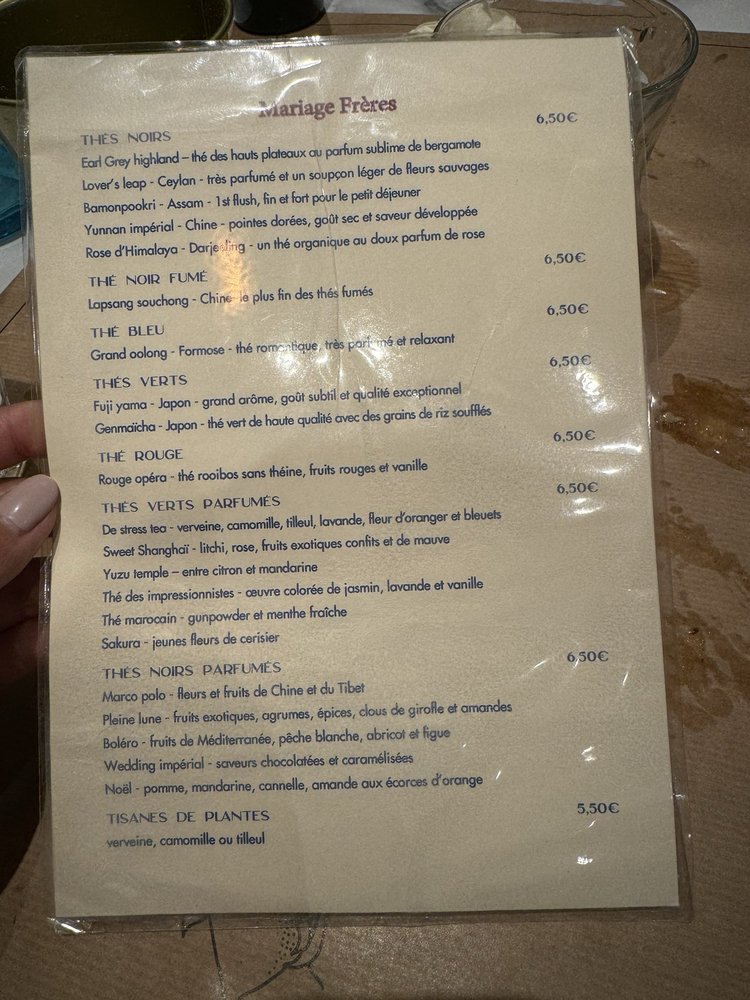 Mariage Frères
THÉS NOIRS 6,50€
Earl Grey highland – thé des hauts plateaux au parfum sublime de bergamote
Lover's leap - Ceylan - très parfumé et un soupçon léger de fleurs sauvages
Bamonpookri - Assam - 1st flush, fin et fort pour le petit déjeuner
Yunnan impérial - Chine - pointes dorées, goût sec et saveur développée
Rose d'Himalaya - Darjeeling - un thé organique au doux parfum de rose
THÉ NOIR FUMÉ 6,50€
Lapsang souchong - Chine le plus fin des thés fumés
THÉ BLEU 6,50€
Grand oolong - Formose - thé romantique, très parfumé et relaxant
THÉS VERTS 6,50€
Fuji yama - Japon - grand arôme, goût subtil et qualité exceptionnel
Genmaïcha - Japon - thé vert de haute qualité avec des grains de riz soufflés
THÉ ROUGE 6,50€
Rouge opéra - thé rooibos sans théine, fruits rouges et vanille
THÉS VERTS PARFUMÉS 6,50€
De stress tea - verveine, camomille, tilleul, lavande, fleur d'oranger et bleuets
Sweet Shanghaï - litchi, rose, fruits exotiques confits et de mauve
Yuzu temple – entre citron et mandarine
Thé des impressionnistes - œuvre colorée de jasmin, lavande et vanille
Thé marocain - gunpowder et menthe fraîche
Sakura - jeunes fleurs de cerisier
THÉS NOIRS PARFUMÉS 6,50€
Marco polo - fleurs et fruits de Chine et du Tibet
Pleine lune - fruits exotiques, agrumes, épices, clous de girofle et amandes
Boléro - fruits de Méditerranée, pêche blanche, abricot et figue
Wedding impérial - saveurs chocolatées et caramélisées
Noël - pomme, mandarine, cannelle, amande aux écorces d'orange
TISANES DE PLANTES 5,50€
verveine, camomille ou tilleul